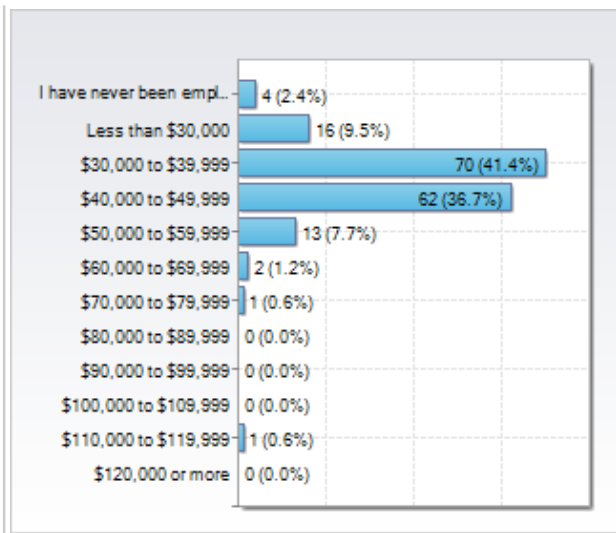 I have never been empl... 4 (2.4%)
Less than $30,000 16 (9.5%)
$30,000 to $39,999 70 (41.4%)
$40,000 to $49,999 62 (36.7%)
$50,000 to $59,999 13 (7.7%)
$60,000 to $69,999 2 (1.2%)
$70,000 to $79,999 1 (0.6%)
$80,000 to $89,999 0 (0.0%)
$90,000 to $99,999 0 (0.0%)
$100,000 to $109,999 0 (0.0%)
$110,000 to $119,999 1 (0.6%)
$120,000 or more 0 (0.0%)